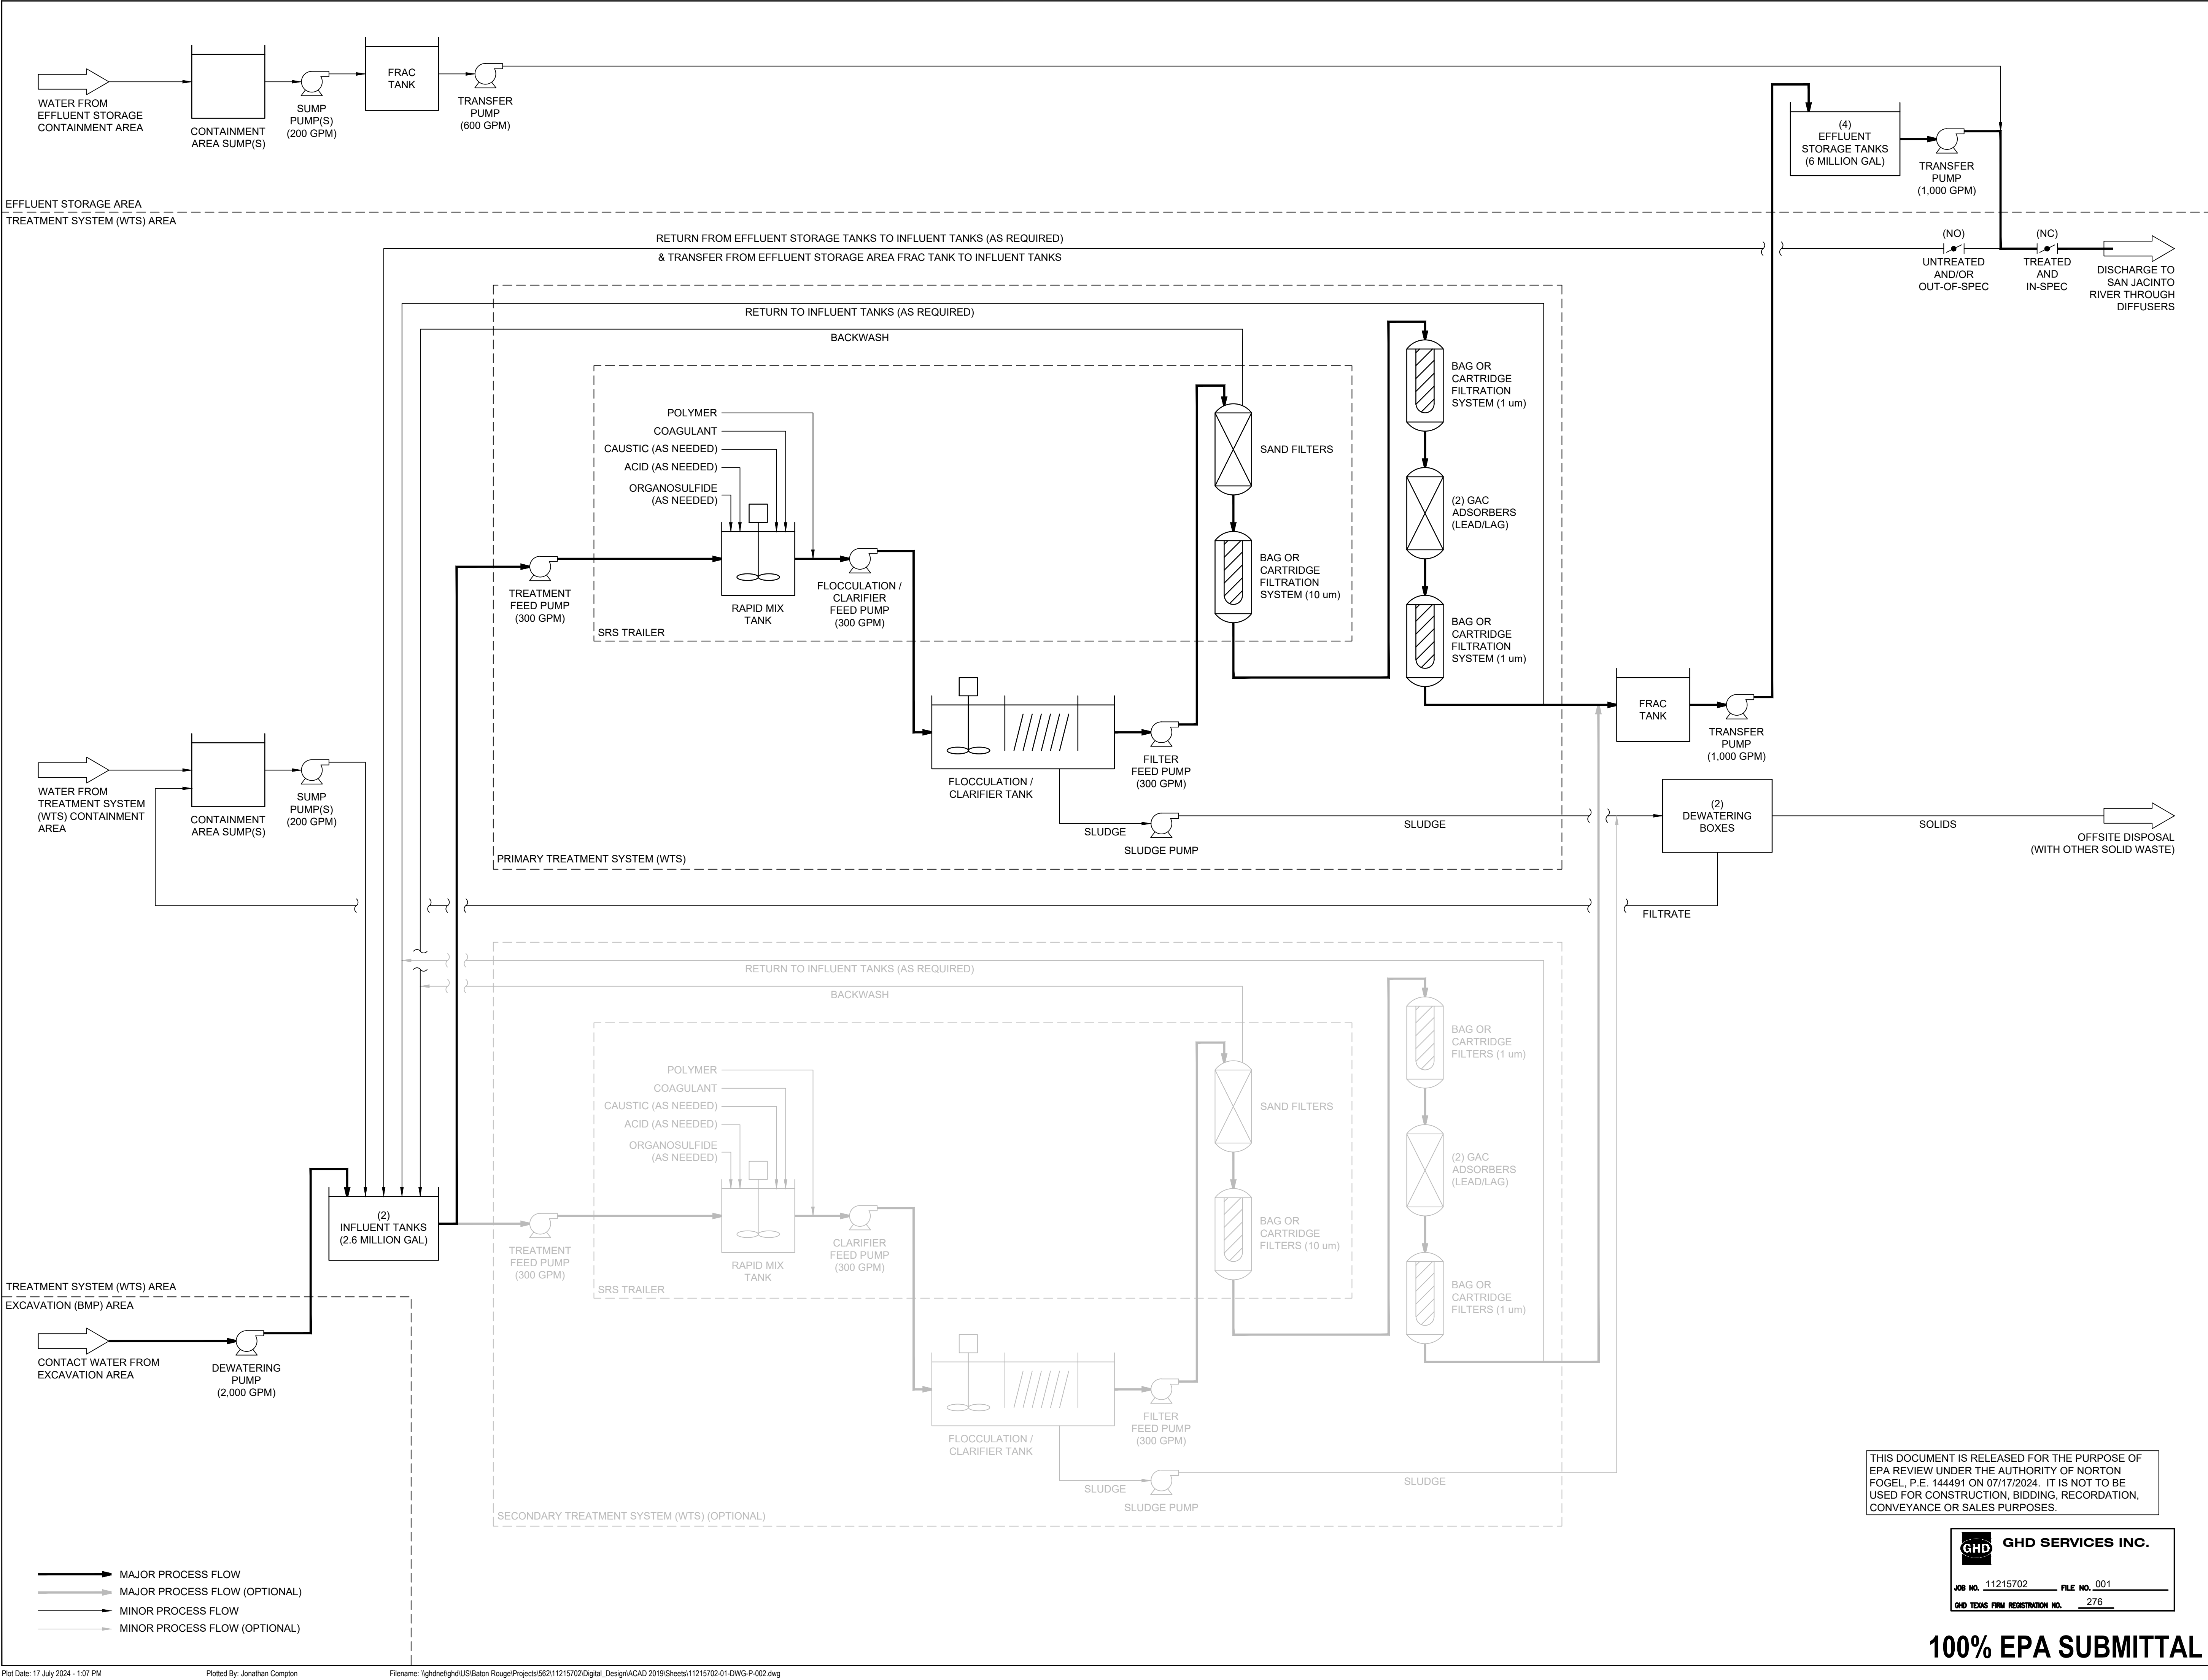 WATER FROM
EFFLUENT STORAGE
CONTAINMENT AREA
CONTAINMENT
AREA SUMP(S)
SUMP
PUMP(S)
(200 GPM)
FRAC
TANK
TRANSFER
PUMP
(600 GPM)
(4)
EFFLUENT
STORAGE TANKS
(6 MILLION GAL)
TRANSFER
PUMP
(1,000 GPM)
EFFLUENT STORAGE AREA
TREATMENT SYSTEM (WTS) AREA
RETURN FROM EFFLUENT STORAGE TANKS TO INFLUENT TANKS (AS REQUIRED)
& TRANSFER FROM EFFLUENT STORAGE AREA FRAC TANK TO INFLUENT TANKS
(NO)
UNTREATED
AND/OR
OUT-OF-SPEC
(NC)
TREATED
AND
IN-SPEC
DISCHARGE TO
SAN JACINTO
RIVER THROUGH
DIFFUSERS
RETURN TO INFLUENT TANKS (AS REQUIRED)
BACKWASH
POLYMER
COAGULANT
CAUSTIC (AS NEEDED)
ACID (AS NEEDED)
ORGANOSULFIDE
(AS NEEDED)
TREATMENT
FEED PUMP
(300 GPM)
RAPID MIX
TANK
FLOCCULATION /
CLARIFIER
FEED PUMP
(300 GPM)
SRS TRAILER
SAND FILTERS
BAG OR
CARTRIDGE
FILTRATION
SYSTEM (10 um)
BAG OR
CARTRIDGE
FILTRATION
SYSTEM (1 um)
(2) GAC
ADSORBERS
(LEAD/LAG)
BAG OR
CARTRIDGE
FILTRATION
SYSTEM (1 um)
FLOCCULATION /
CLARIFIER TANK
FILTER
FEED PUMP
(300 GPM)
SLUDGE
SLUDGE PUMP
SLUDGE
PRIMARY TREATMENT SYSTEM (WTS)
FRAC
TANK
TRANSFER
PUMP
(1,000 GPM)
(2)
DEWATERING
BOXES
SOLIDS
OFFSITE DISPOSAL
(WITH OTHER SOLID WASTE)
FILTRATE
WATER FROM
TREATMENT SYSTEM
(WTS) CONTAINMENT
AREA
CONTAINMENT
AREA SUMP(S)
SUMP
PUMP(S)
(200 GPM)
RETURN TO INFLUENT TANKS (AS REQUIRED)
BACKWASH
POLYMER
COAGULANT
CAUSTIC (AS NEEDED)
ACID (AS NEEDED)
ORGANOSULFIDE
(AS NEEDED)
TREATMENT
FEED PUMP
(300 GPM)
RAPID MIX
TANK
CLARIFIER
FEED PUMP
(300 GPM)
SRS TRAILER
SAND FILTERS
BAG OR
CARTRIDGE
FILTERS (10 um)
BAG OR
CARTRIDGE
FILTERS (1 um)
(2) GAC
ADSORBERS
(LEAD/LAG)
BAG OR
CARTRIDGE
FILTERS (1 um)
FLOCCULATION /
CLARIFIER TANK
FILTER
FEED PUMP
(300 GPM)
SLUDGE
SLUDGE PUMP
SLUDGE
SECONDARY TREATMENT SYSTEM (WTS) (OPTIONAL)
(2)
INFLUENT TANKS
(2.6 MILLION GAL)
TREATMENT SYSTEM (WTS) AREA
EXCAVATION (BMP) AREA
CONTACT WATER FROM
EXCAVATION AREA
DEWATERING
PUMP
(2,000 GPM)
MAJOR PROCESS FLOW
MAJOR PROCESS FLOW (OPTIONAL)
MINOR PROCESS FLOW
MINOR PROCESS FLOW (OPTIONAL)
THIS DOCUMENT IS RELEASED FOR THE PURPOSE OF
EPA REVIEW UNDER THE AUTHORITY OF NORTON
FOGEL, P.E. 144491 ON 07/17/2024. IT IS NOT TO BE
USED FOR CONSTRUCTION, BIDDING, RECORDATION,
CONVEYANCE OR SALES PURPOSES.
GHD GHD SERVICES INC.
JOB NO. 11215702 FILE NO. 001
GHD TEXAS FIRM REGISTRATION NO. 276
100% EPA SUBMITTAL
Plot Date: 17 July 2024 - 1:07 PM Plotted By: Jonathan Compton Filename: \\ghdnet\ghd\US\Baton Rouge\Projects\562\11215702\Digital_Design\ACAD 2019\Sheets\11215702-01-DWG-P-002.dwg